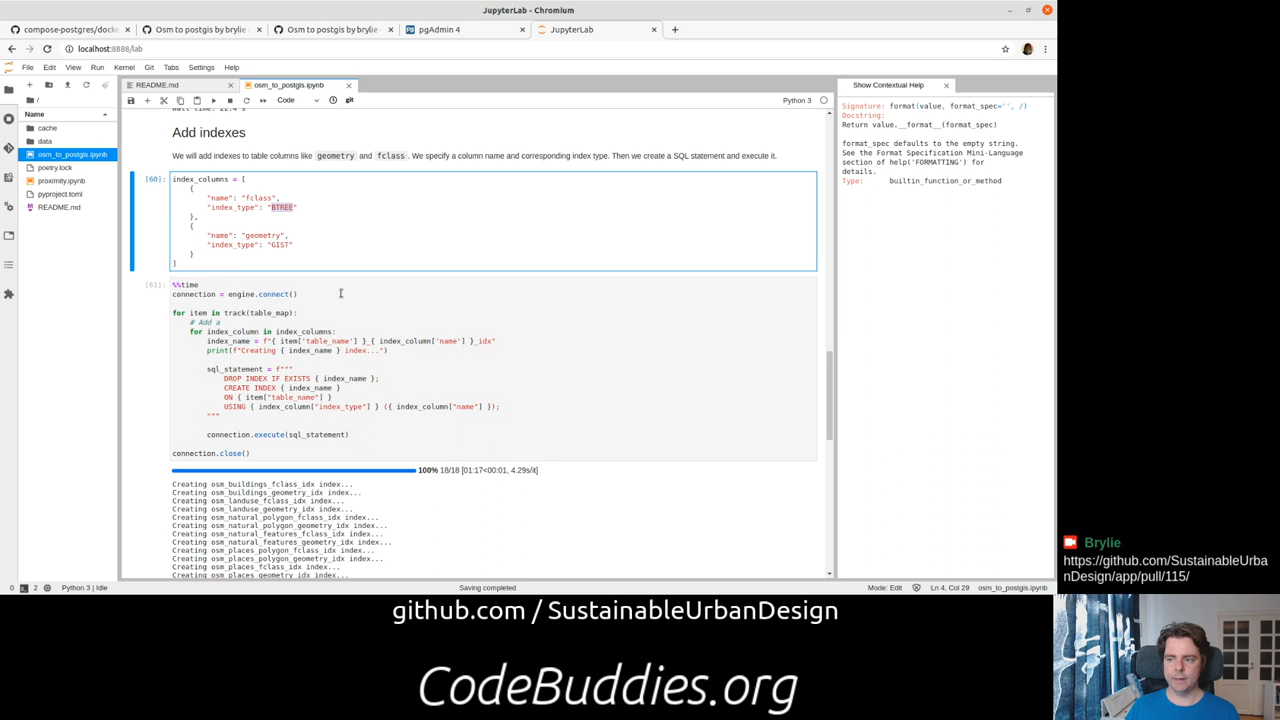 JupyterLab - Chromium
compose-postgres/docke
Osm to postgis by brylie
Osm to postgis by brylie
pgAdmin 4
JupyterLab
localhost:8888/lab
File Edit View Run Kernel Git Tabs Settings Help
README.md
osm_to_postgis.ipynb
Show Contextual Help
Code
git
Python 3
/
Name
cache
data
osm_to_postgis.ipynb
poetry.lock
proximity.ipynb
pyproject.toml
README.md
Add indexes
We will add indexes to table columns like geometry and fclass. We specify a column name and corresponding index type. Then we create a SQL statement and execute it.
[60]: index_columns = [
{
"name": "fclass",
"index_type": "BTREE"
},
{
"name": "geometry",
"index_type": "GIST"
}
]
[61]: %%time
connection = engine.connect()
for item in track(table_map):
# Add a
for index_column in index_columns:
index_name = f"{ item['table_name'] }_{ index_column['name'] }_idx"
print(f"Creating { index_name } index...")
sql_statement = f"""
DROP INDEX IF EXISTS { index_name };
CREATE INDEX { index_name }
ON { item["table_name"] }
USING { index_column["index_type"] } ({ index_column["name"] });
"""
connection.execute(sql_statement)
connection.close()
100% 18/18 [01:17<00:01, 4.29s/it]
Creating osm_buildings_fclass_idx index...
Creating osm_buildings_geometry_idx index...
Creating osm_landuse_fclass_idx index...
Creating osm_landuse_geometry_idx index...
Creating osm_natural_polygon_fclass_idx index...
Creating osm_natural_polygon_geometry_idx index...
Creating osm_natural_features_fclass_idx index...
Creating osm_natural_features_geometry_idx index...
Creating osm_places_polygon_fclass_idx index...
Creating osm_places_polygon_geometry_idx index...
Creating osm_places_fclass_idx index...
Creating osm_places_geometry_idx index...
Signature: format(value, format_spec='', /)
Docstring:
Return value.__format__(format_spec)
format_spec defaults to the empty string.
See the Format Specification Mini-Language
section of help('FORMATTING') for
details.
Type: builtin_function_or_method
0 2 Python 3 | Idle
Saving completed
Mode: Edit
Ln 4, Col 29
osm_to_postgis.ipynb
Brylie
https://github.com/SustainableUrba
nDesign/app/pull/115/
github.com / SustainableUrbanDesign
CodeBuddies.org